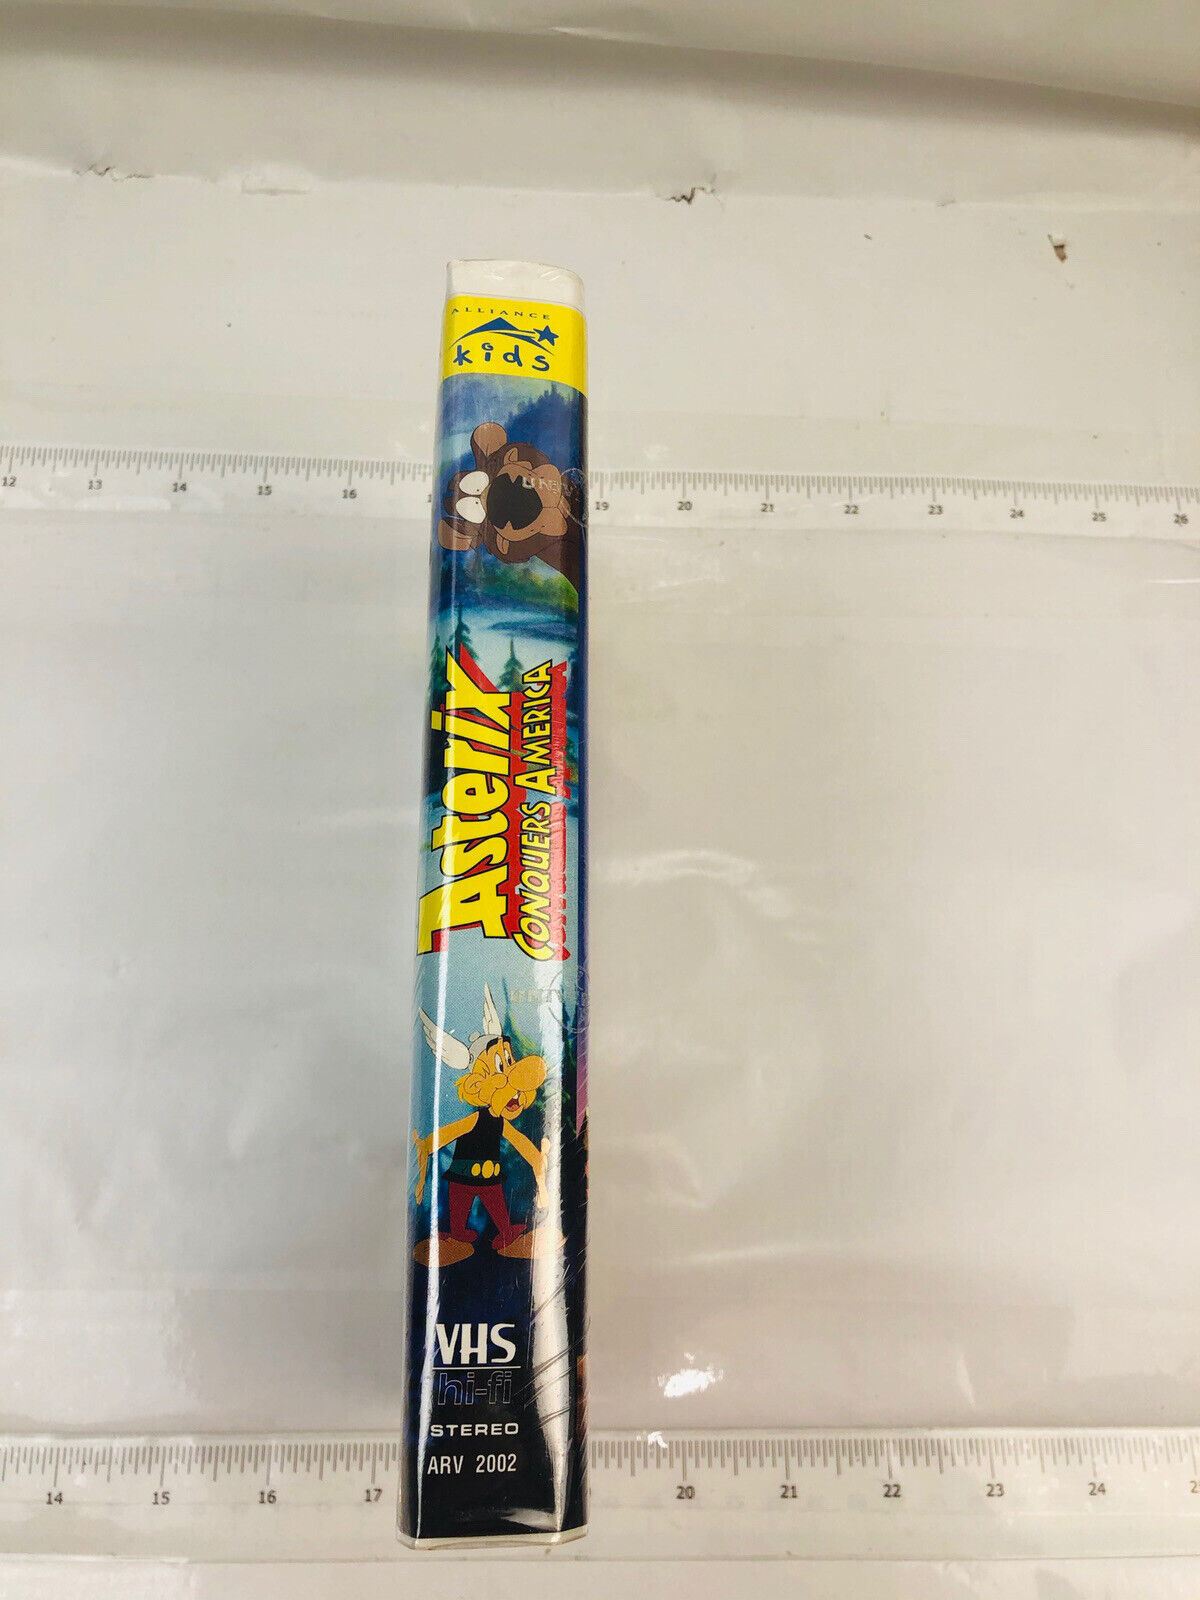 ALLIANCE
kids
Asterix
CONQUERS AMERICA
VHS
hi-fi
STEREO
ARV 2002
12 13 14 15 16 19 20 21 22 23 24 25 26
14 15 16 17 20 21 22 23 24